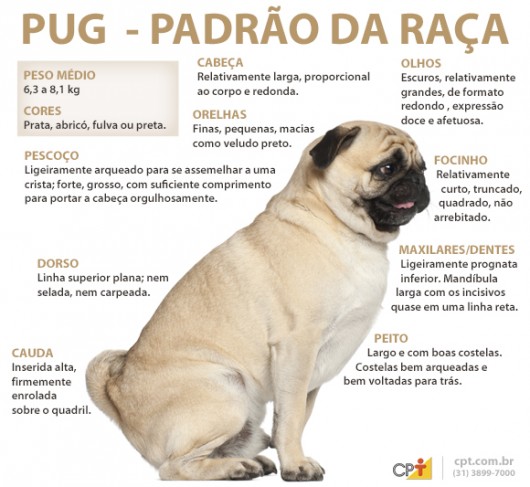 PUG - PADRÃO DA RAÇA
PESO MÉDIO
6,3 a 8,1 kg
CORES
Prata, abricó, fulva ou preta.
CABEÇA
Relativamente larga, proporcional
ao corpo e redonda.
OLHOS
Escuros, relativamente
grandes, de formato
redondo , expressão
doce e afetuosa.
ORELHAS
Finas, pequenas, macias
como veludo preto.
PESCOÇO
Ligeiramente arqueado para se assemelhar a uma
crista; forte, grosso, com suficiente comprimento
para portar a cabeça orgulhosamente.
FOCINHO
Relativamente
curto, truncado,
quadrado, não
arrebitado.
DORSO
Linha superior plana; nem
selada, nem carpeada.
MAXILARES/DENTES
Ligeiramente prognata
inferior. Mandíbula
larga com os incisivos
quase em uma linha reta.
PEITO
Largo e com boas costelas.
Costelas bem arqueadas e
bem voltadas para trás.
CAUDA
Inserida alta,
firmemente
enrolada
sobre o quadril.
CPT
cpt.com.br
(31) 3899-7000